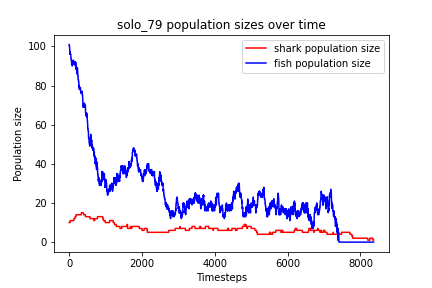 solo_79 population sizes over time
shark population size
fish population size
Population size
100
80
60
40
20
0
0 2000 4000 6000 8000
Timesteps